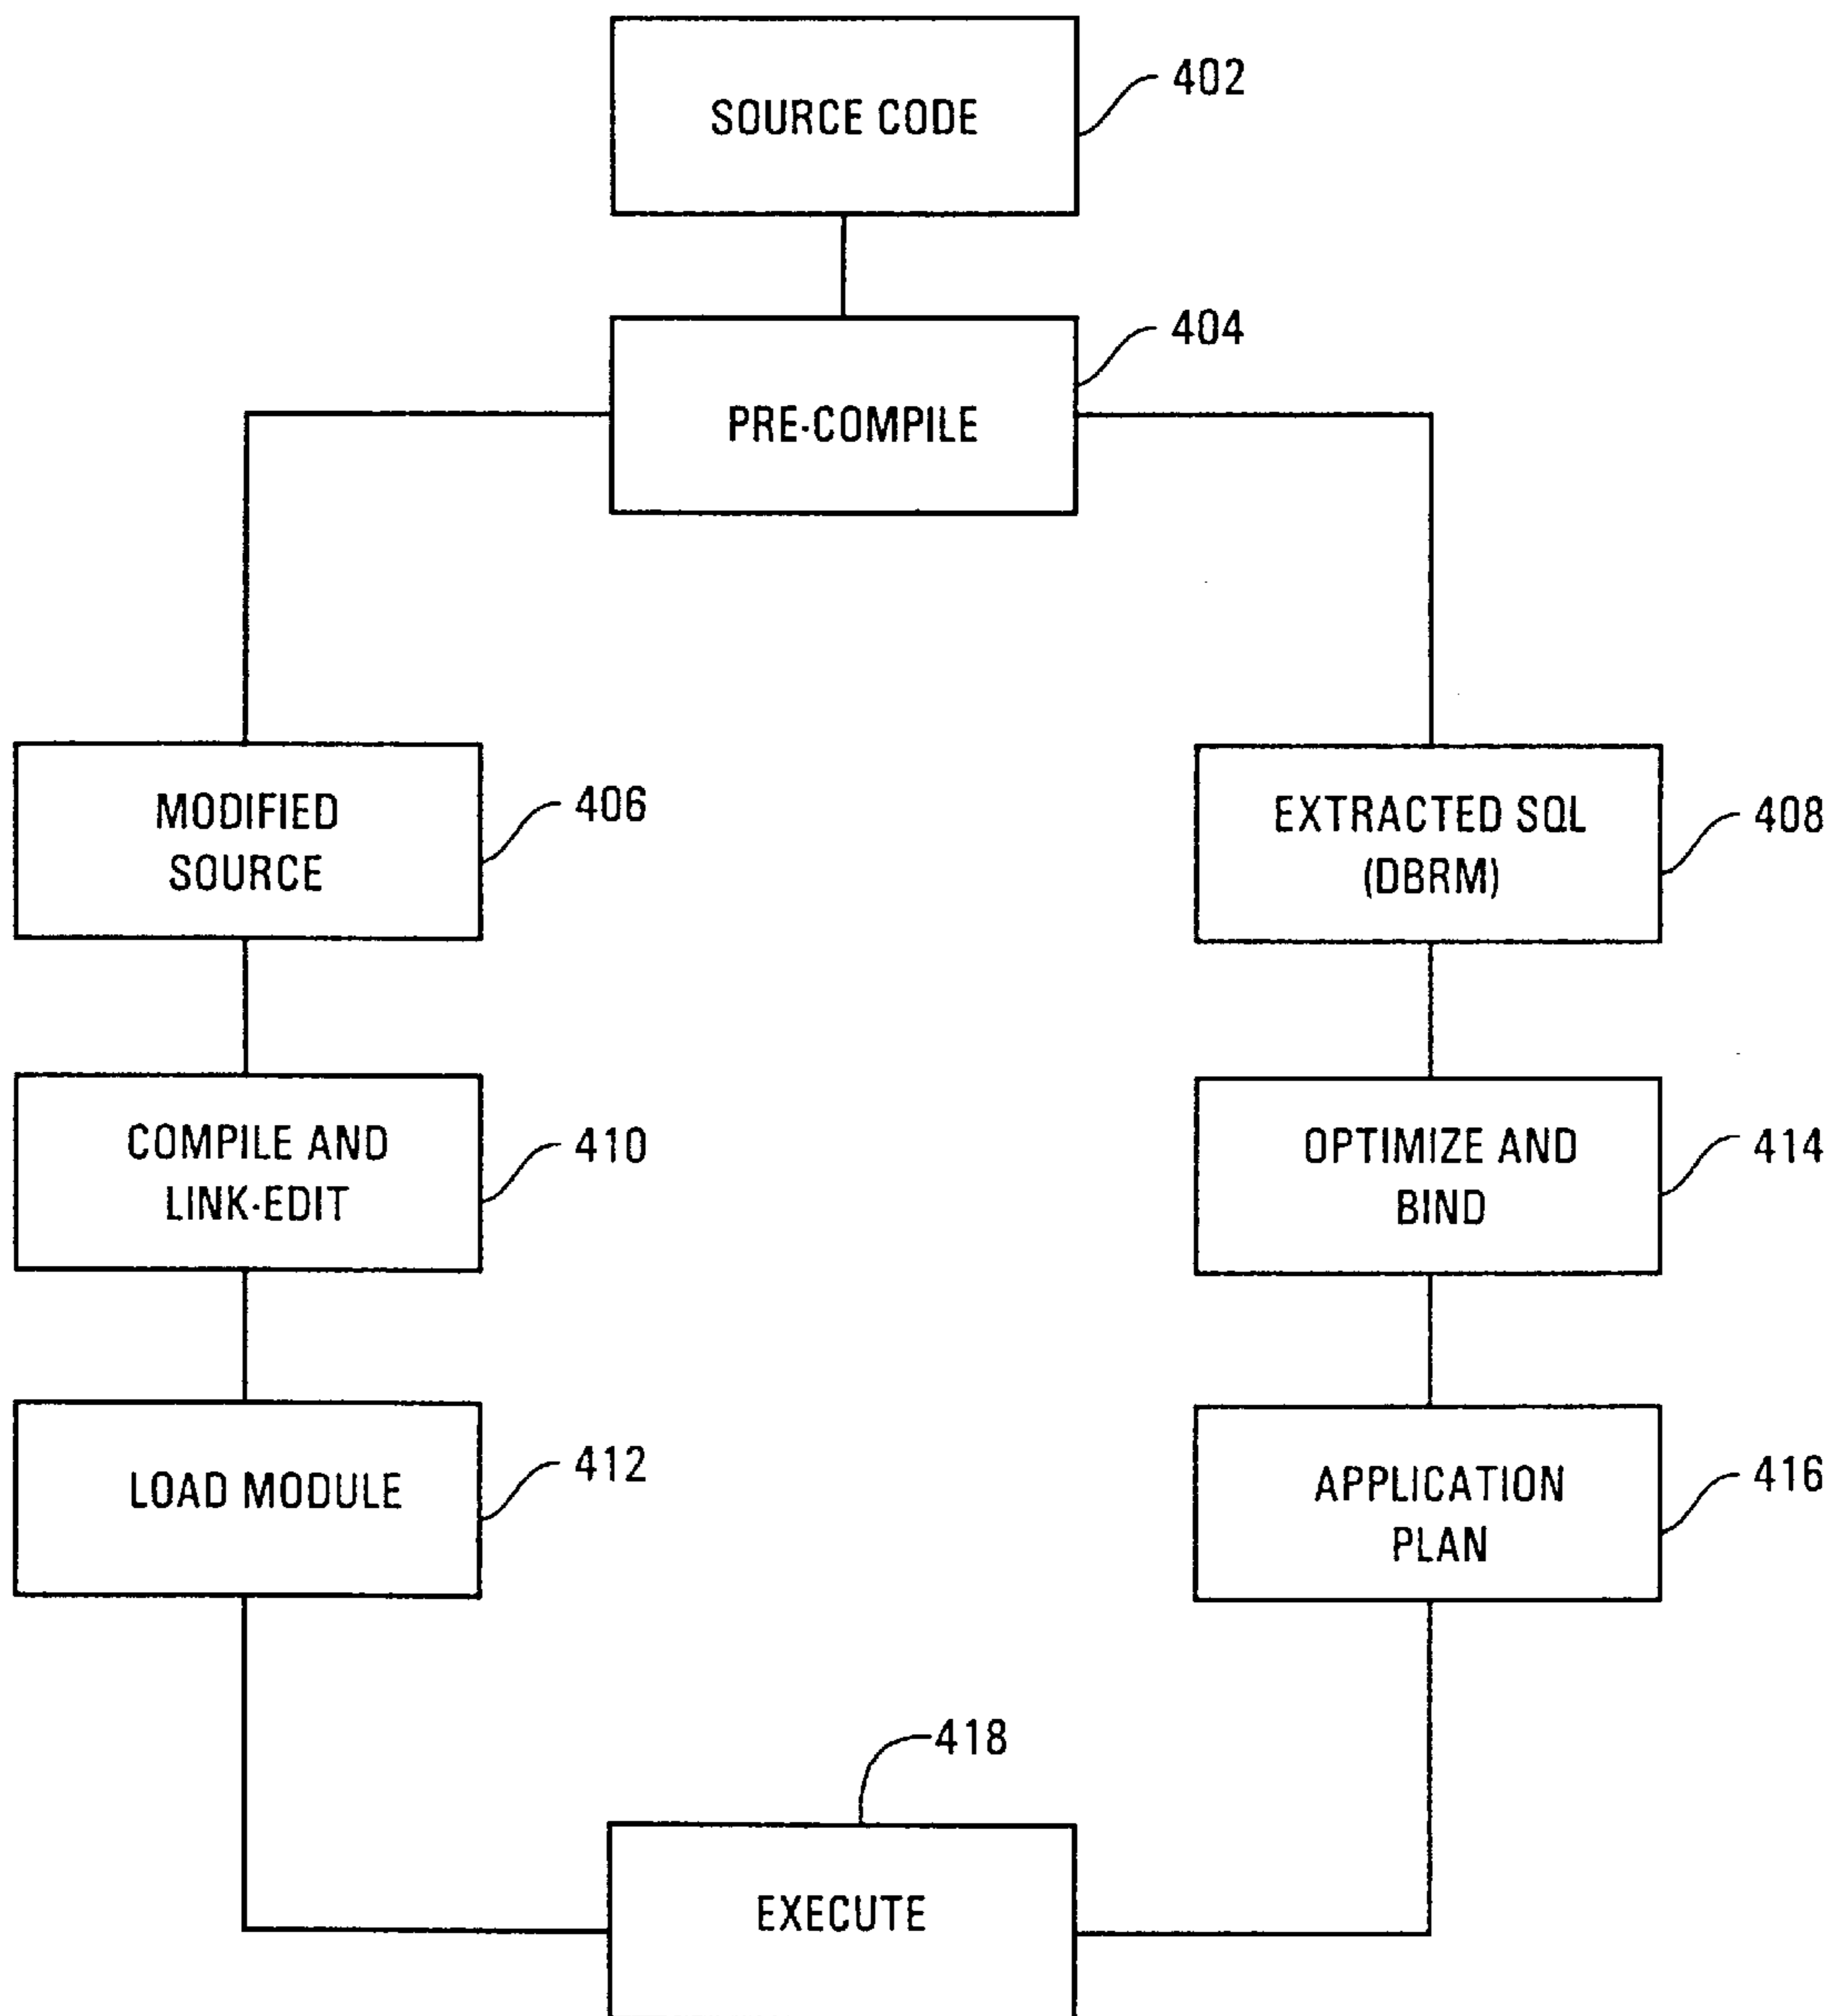 SOURCE CODE
402
PRE-COMPILE
404
MODIFIED
SOURCE
406
EXTRACTED SQL
(DBRM)
408
COMPILE AND
LINK-EDIT
410
OPTIMIZE AND
BIND
414
LOAD MODULE
412
APPLICATION
PLAN
416
418
EXECUTE